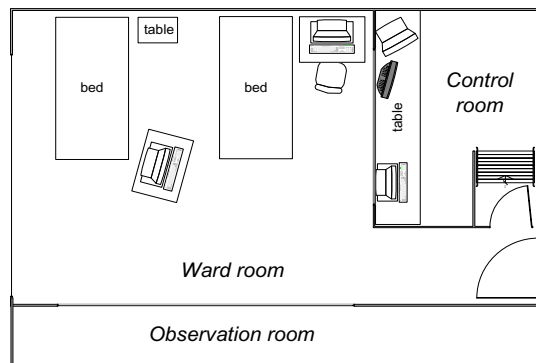 table
bed
bed
Control
room
table
Ward room
Observation room